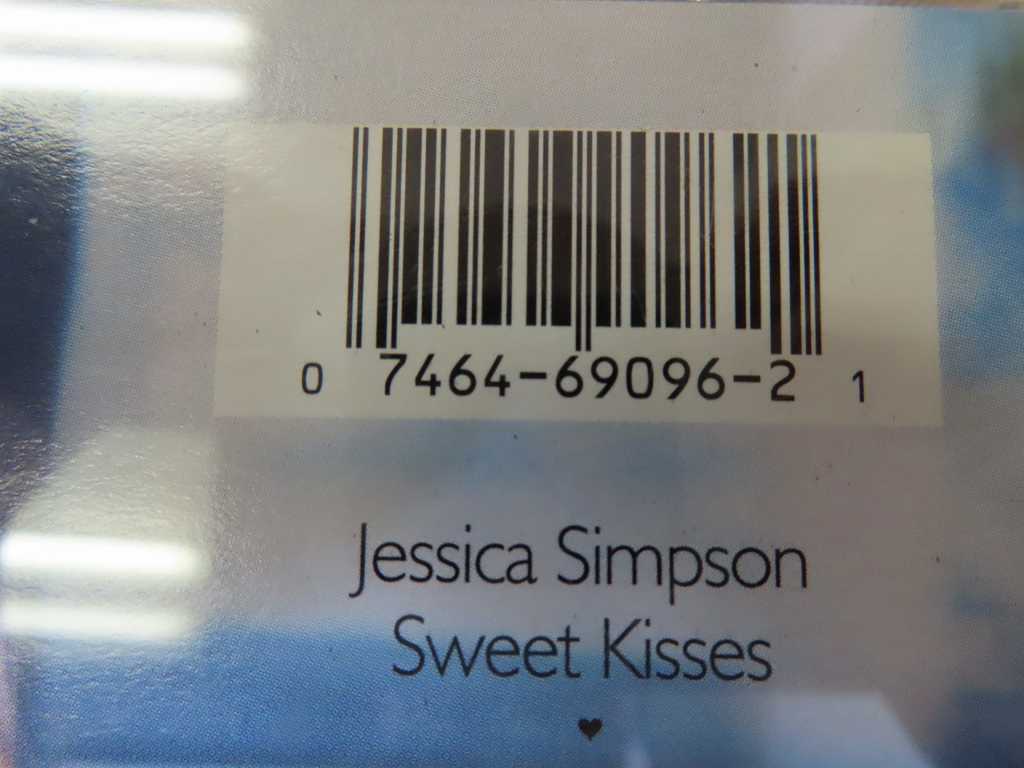 0 7464-69096-2 1
Jessica Simpson
Sweet Kisses